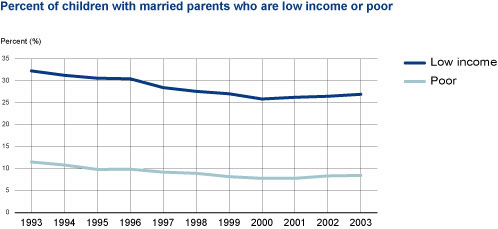 Percent of children with married parents who are low income or poor
Percent (%)
Low income
Poor
35
30
25
20
15
10
5
0
1993 1994 1995 1996 1997 1998 1999 2000 2001 2002 2003